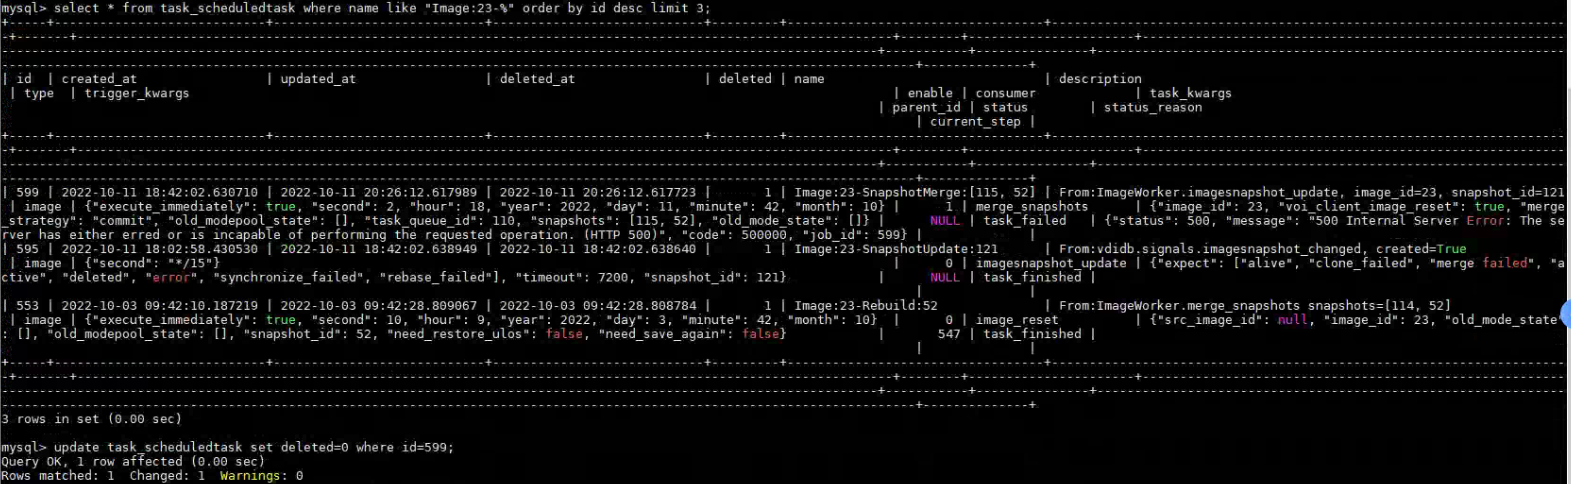 mysql> select * from task_scheduledtask where name like "Image:23-%" order by id desc limit 3;
| id | created_at | updated_at | deleted_at | deleted | name | description
| type | trigger_kwargs | enable | consumer | task_kwargs
| parent_id | status | status_reason
| current_step |
| 599 | 2022-10-11 18:42:02.630710 | 2022-10-11 20:26:12.617989 | 2022-10-11 20:26:12.617723 | 1 | Image:23-SnapshotMerge:[115, 52] | From:ImageWorker.imagesnapshot_update, image_id=23, snapshot_id=121
| image | {"execute_immediately": true, "second": 2, "hour": 18, "year": 2022, "day": 11, "minute": 42, "month": 10} | 1 | merge_snapshots | {"image_id": 23, "voi_client_image_reset": true, "merge
_strategy": "commit", "old_modepool_state": [], "task_queue_id": 110, "snapshots": [115, 52], "old_mode_state": []} | NULL | task_failed | {"status": 500, "message": "500 Internal Server Error: The se
rver has either erred or is incapable of performing the requested operation. (HTTP 500)", "code": 500000, "job_id": 599} | |
| 595 | 2022-10-11 18:02:58.430530 | 2022-10-11 18:42:02.638949 | 2022-10-11 18:42:02.638640 | 1 | Image:23-SnapshotUpdate:121 | From:vdidb.signals.imagesnapshot_changed, created=True
| image | {"second": "*/15"} | 0 | imagesnapshot_update | {"expect": ["alive", "clone_failed", "merge failed", "a
ctive", "deleted", "error", "synchronize_failed", "rebase_failed"], "timeout": 7200, "snapshot_id": 121} | NULL | task_finished |
| |
| 553 | 2022-10-03 09:42:10.187219 | 2022-10-03 09:42:28.809067 | 2022-10-03 09:42:28.808784 | 1 | Image:23-Rebuild:52 | From:ImageWorker.merge_snapshots snapshots=[114, 52]
| image | {"execute_immediately": true, "second": 10, "hour": 9, "year": 2022, "day": 3, "minute": 42, "month": 10} | 0 | image_reset | {"src_image_id": null, "image_id": 23, "old_mode_state"
: [], "old_modepool_state": [], "snapshot_id": 52, "need_restore_ulos": false, "need_save_again": false} | 547 | task_finished |
| |
3 rows in set (0.00 sec)
mysql> update task_scheduledtask set deleted=0 where id=599;
Query OK, 1 row affected (0.00 sec)
Rows matched: 1 Changed: 1 Warnings: 0